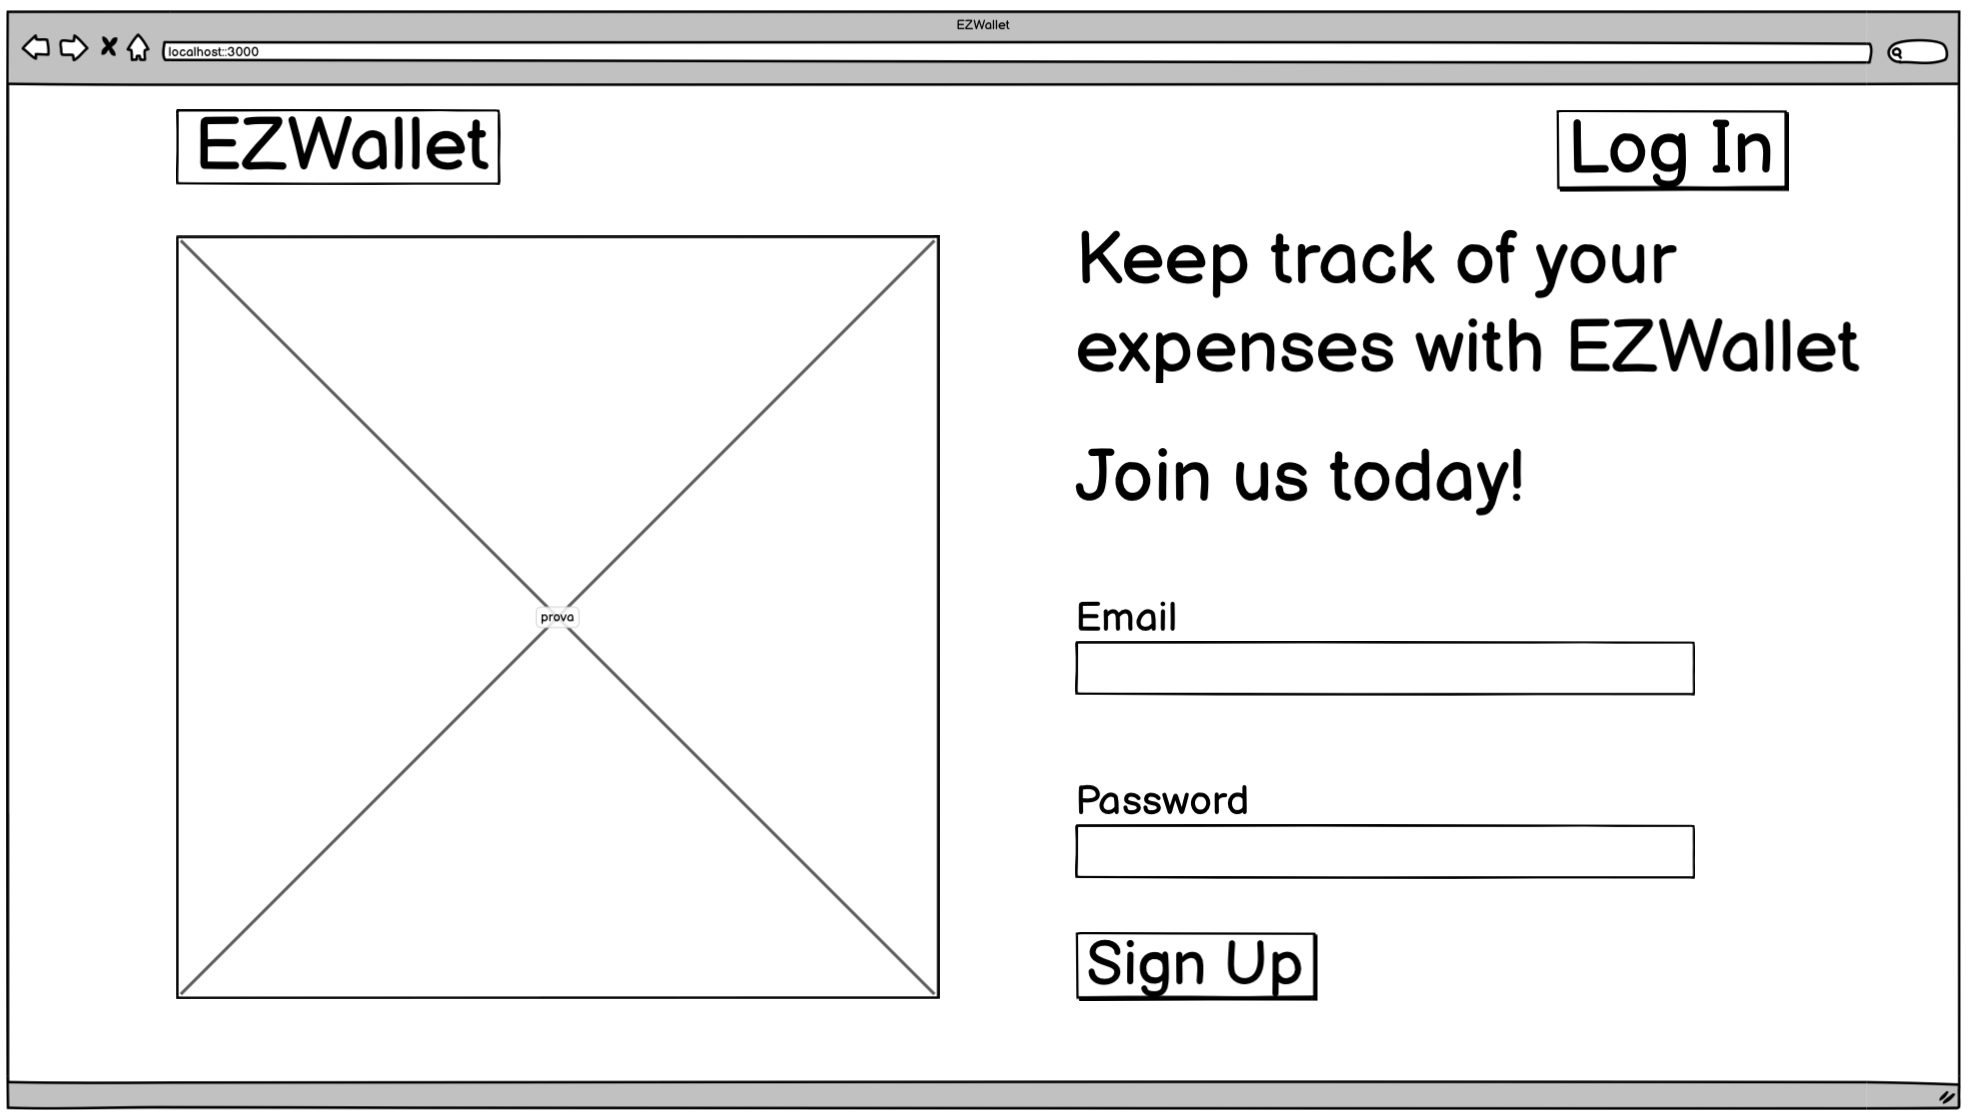 EZWallet
localhost::3000
EZWallet
Log In
Keep track of your
expenses with EZWallet
Join us today!
prova
Email
Password
Sign Up